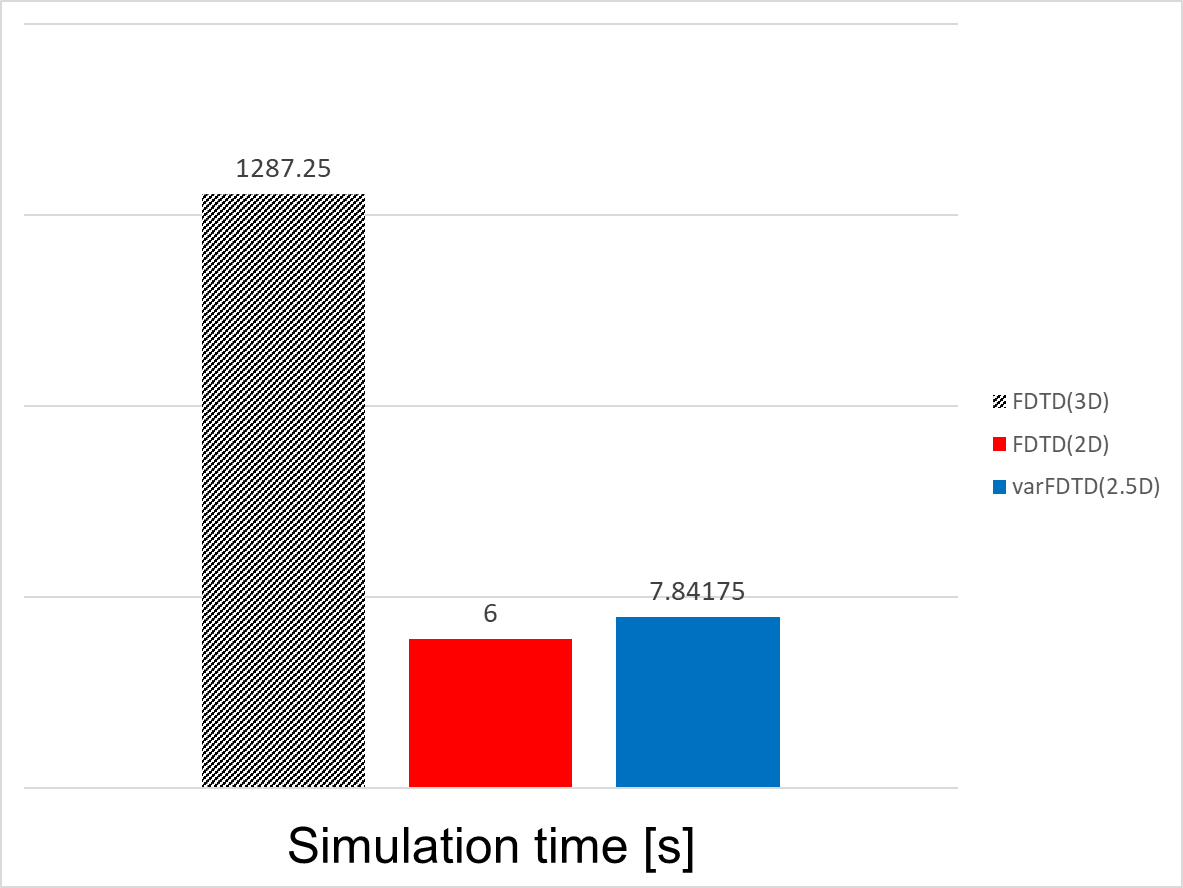 1287.25
6
7.84175
FDTD(3D)
FDTD(2D)
varFDTD(2.5D)
Simulation time [s]